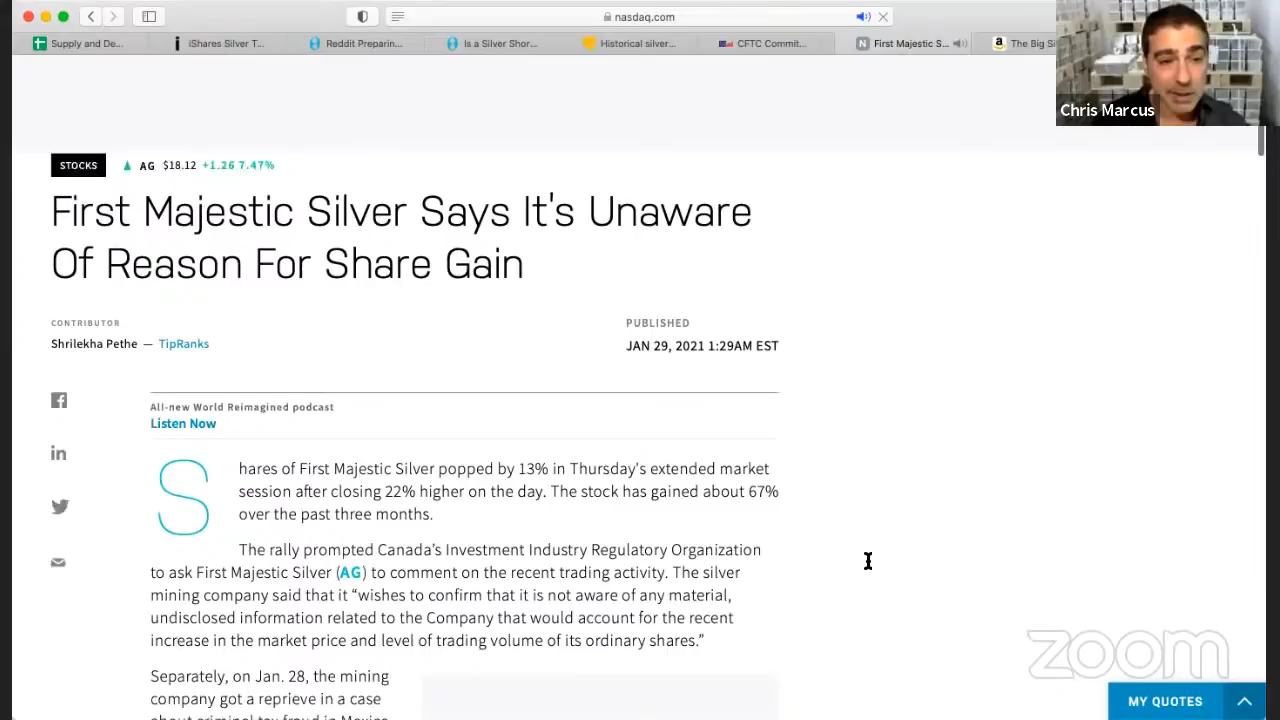 nasdaq.com
Supply and De...
iShares Silver T...
Reddit Preparin...
Is a Silver Shor...
Historical silver...
CFTC Commit...
First Majestic S...
The Big Si
Chris Marcus
STOCKS AG $18.12 +1.26 7.47%
First Majestic Silver Says It's Unaware
Of Reason For Share Gain
CONTRIBUTOR
Shrilekha Pethe — TipRanks
PUBLISHED
JAN 29, 2021 1:29AM EST
All-new World Reimagined podcast
Listen Now
Shares of First Majestic Silver popped by 13% in Thursday's extended market
session after closing 22% higher on the day. The stock has gained about 67%
over the past three months.
The rally prompted Canada’s Investment Industry Regulatory Organization
to ask First Majestic Silver (AG) to comment on the recent trading activity. The silver
mining company said that it “wishes to confirm that it is not aware of any material,
undisclosed information related to the Company that would account for the recent
increase in the market price and level of trading volume of its ordinary shares.”
Separately, on Jan. 28, the mining
company got a reprieve in a case
about criminal tax fraud in Mexico
zoom
MY QUOTES